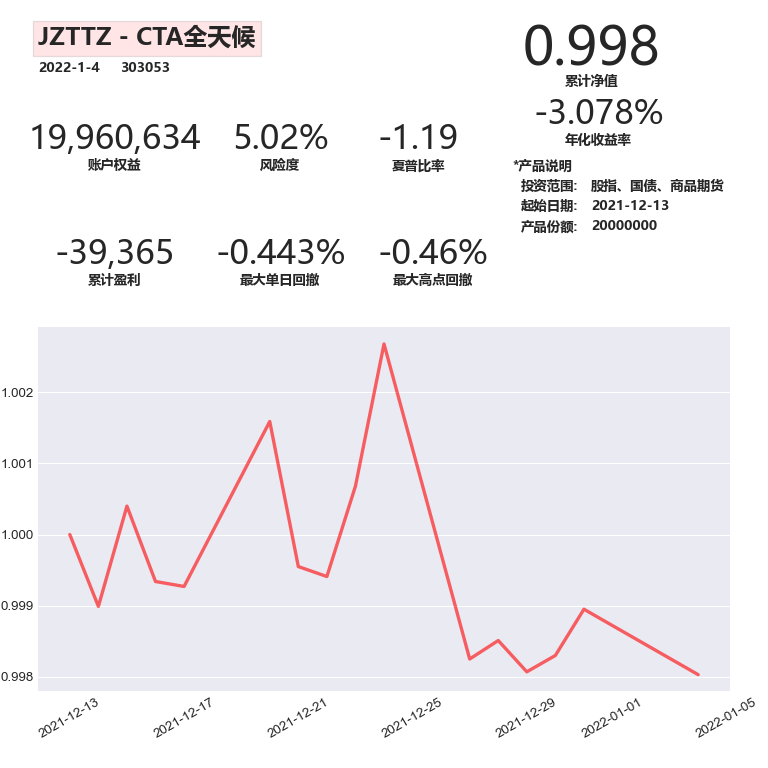 JZTTZ - CTA全天候
2022-1-4 303053
0.998
累计净值
-3.078%
年化收益率
19,960,634
账户权益
5.02%
风险度
-1.19
夏普比率
*产品说明
投资范围: 股指、国债、商品期货
起始日期: 2021-12-13
产品份额: 20000000
-39,365
累计盈利
-0.443%
最大单日回撤
-0.46%
最大高点回撤
1.002
1.001
1.000
0.999
0.998
2021-12-13
2021-12-17
2021-12-21
2021-12-25
2021-12-29
2022-01-01
2022-01-05